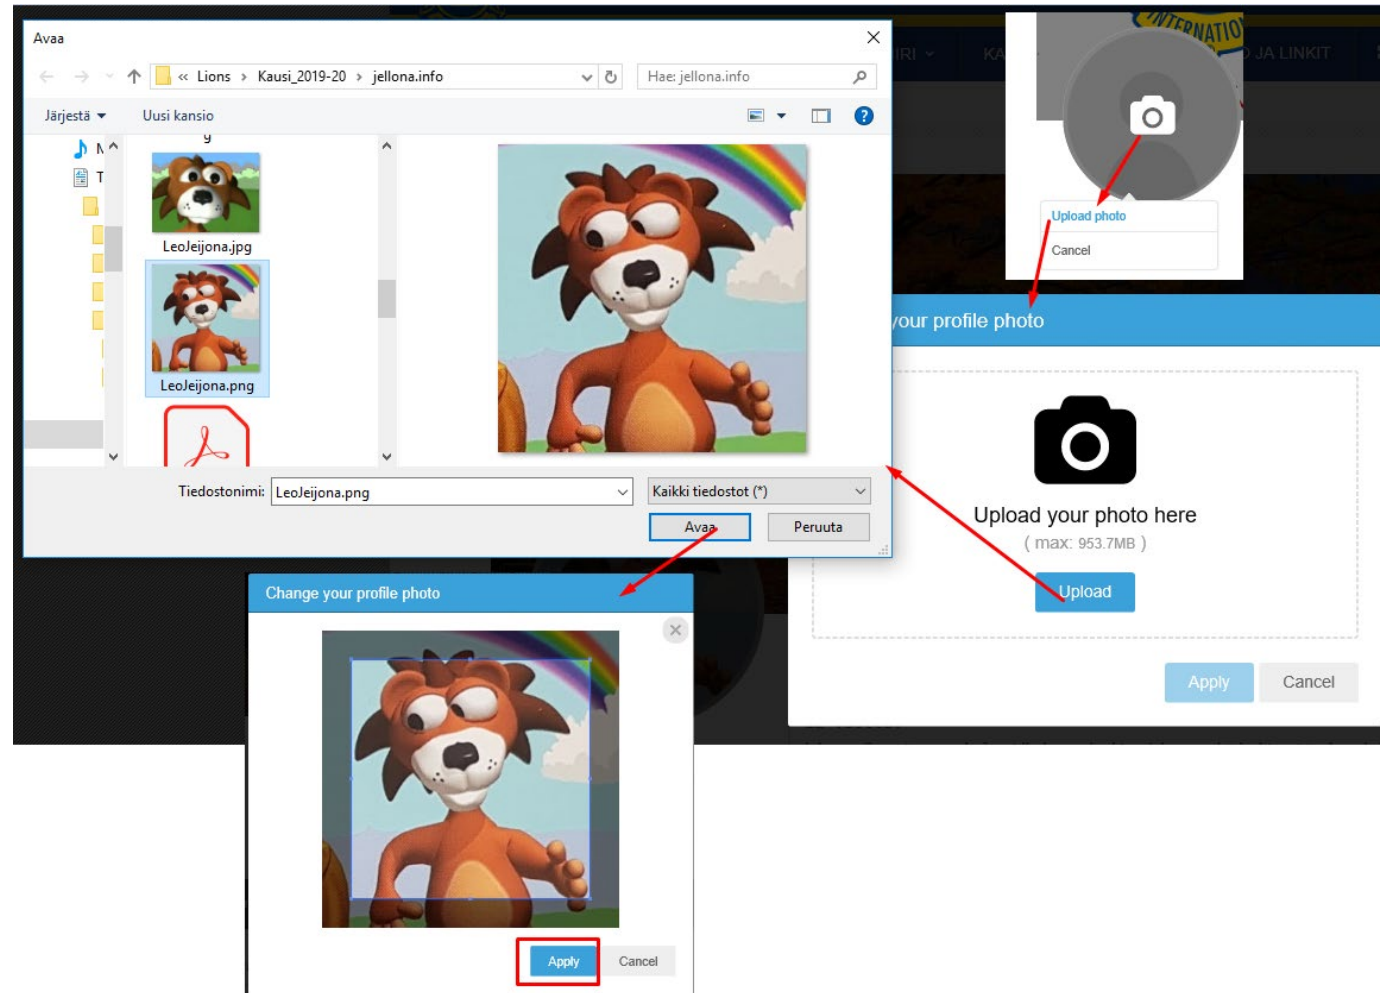 Avaa
« Lions > Kausi_2019-20 > jellona.info
Hae: jellona.info
Järjestä
Uusi kansio
LeoJeijona.jpg
LeoJeijona.png
Tiedostonimi: LeoJeijona.png
Kaikki tiedostot (*)
Avaa
Peruuta
INTERNATIO
JA LINKIT
Upload photo
Cancel
your profile photo
Upload your photo here
( max: 953.7MB )
Upload
Apply
Cancel
Change your profile photo
Apply
Cancel